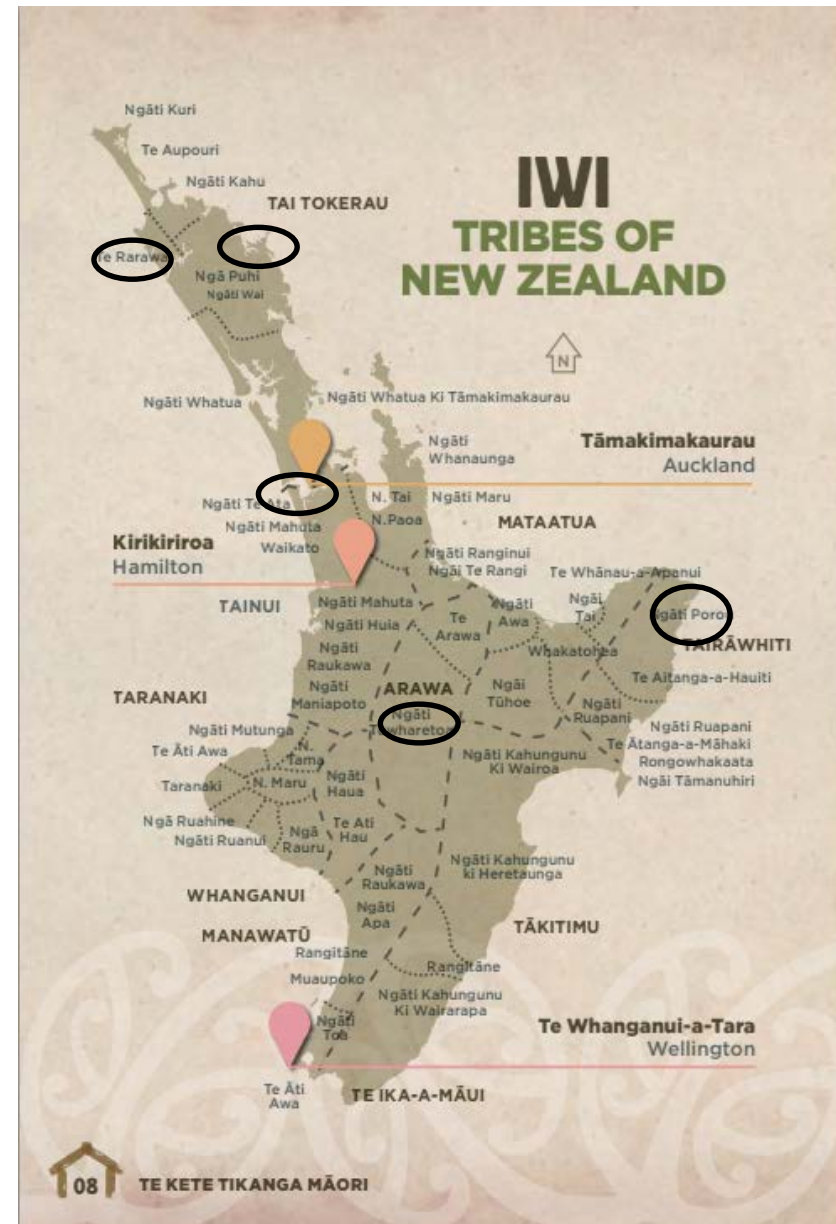 IWI
TRIBES OF
NEW ZEALAND
N
Ngāti Kuri
Te Aupouri
Ngāti Kahu
TAI TOKERAU
Te Rarawa
Ngā Puhi
Ngāti Wai
Ngāti Whatua
Ngāti Whatua Ki Tāmakimakaurau
Ngāti
Whanaunga
Tāmakimakaurau
Auckland
Ngāti Te Ata
N. Tai
Ngāti Maru
Ngāti Mahuta
N.Paoa
MATAATUA
Kirikiriroa
Hamilton
Waikato
Ngāti Ranginui
Ngāi Te Rangi
Te Whānau-a-Apanui
TAINUI
Ngāti Mahuta
Ngāti Huia
Te
Arawa
Ngāti
Awa
Ngāi
Tai
Ngāti Porou
TAIRĀWHITI
Ngāti
Raukawa
Whakatohea
Te Aitanga-a-Hauiti
Ngāti
Maniapoto
ARAWA
Ngāi
Tūhoe
Ngāti
Ruapani
TARANAKI
Ngāti
Tuwharetoa
Ngāti Mutunga
Te Āti Awa
N.
Tama
Ngāti Kahungunu
Ki Wairoa
Ngāti Ruapani
Te Ātanga-a-Māhaki
Rongowhakaata
Ngāi Tāmanuhiri
Taranaki
N. Maru
Ngāti
Haua
Ngā Ruahine
Ngāti Ruanui
Ngā
Rauru
Te Ati
Hau
Ngāti Kahungunu
ki Heretaunga
WHANGANUI
Ngāti
Raukawa
Ngāti
Apa
TĀKITIMU
MANAWATŪ
Rangitāne
Rangitāne
Muaupoko
Ngāti Kahungunu
Ki Wairarapa
Ngāti
Toa
Te Whanganui-a-Tara
Wellington
Te Āti
Awa
TE IKA-A-MĀUI
08
TE KETE TIKANGA MĀORI